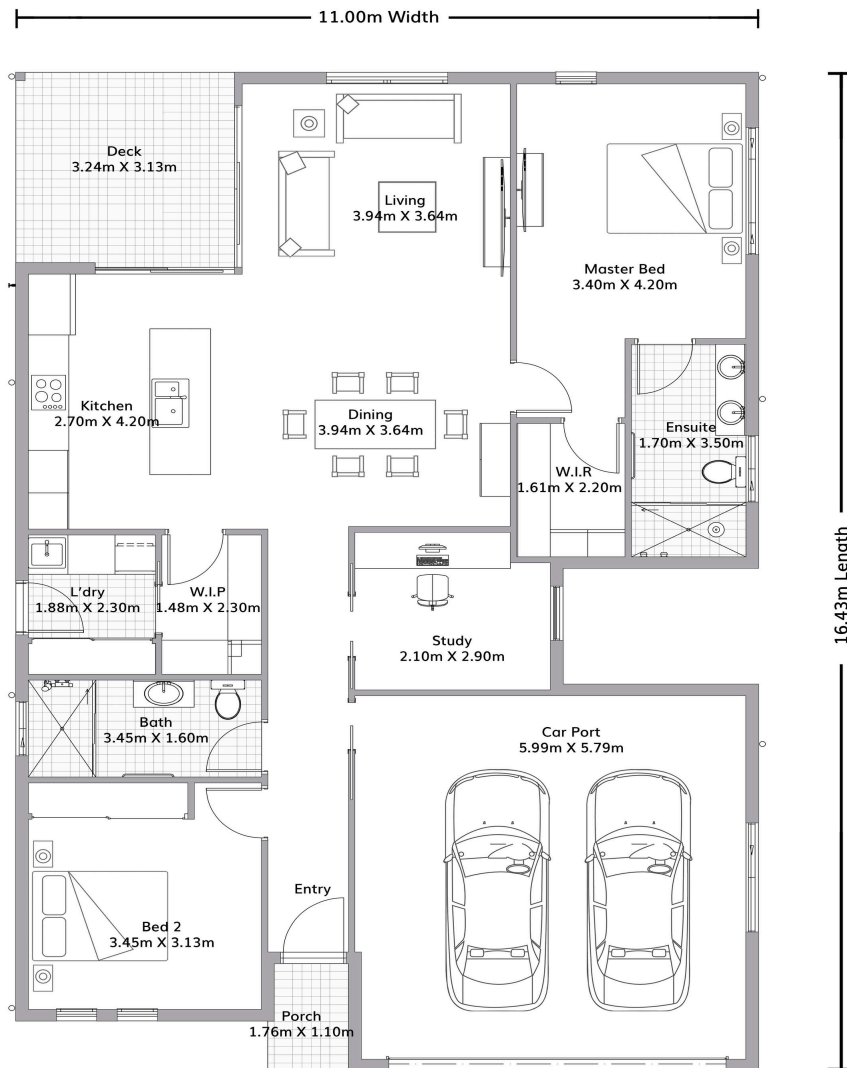 11.00m Width
Deck
3.24m X 3.13m
Living
3.94m X 3.64m
Master Bed
3.40m X 4.20m
Kitchen
2.70m X 4.20m
Dining
3.94m X 3.64m
Ensuite
1.70m X 3.50m
W.I.R
1.61m X 2.20m
16.43m Length
L'dry
1.88m X 2.30m
W.I.P
1.48m X 2.30m
Study
2.10m X 2.90m
Bath
3.45m X 1.60m
Car Port
5.99m X 5.79m
Entry
Bed 2
3.45m X 3.13m
Porch
1.76m X 1.10m